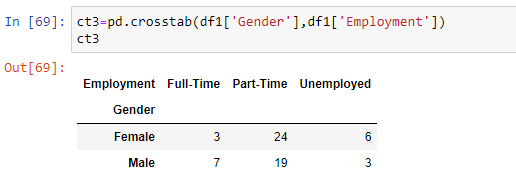 In [69]: ct3=pd.crosstab(df1['Gender'],df1['Employment'])
ct3
Out[69]:
Employment Full-Time Part-Time Unemployed
Gender
Female 3 24 6
Male 7 19 3